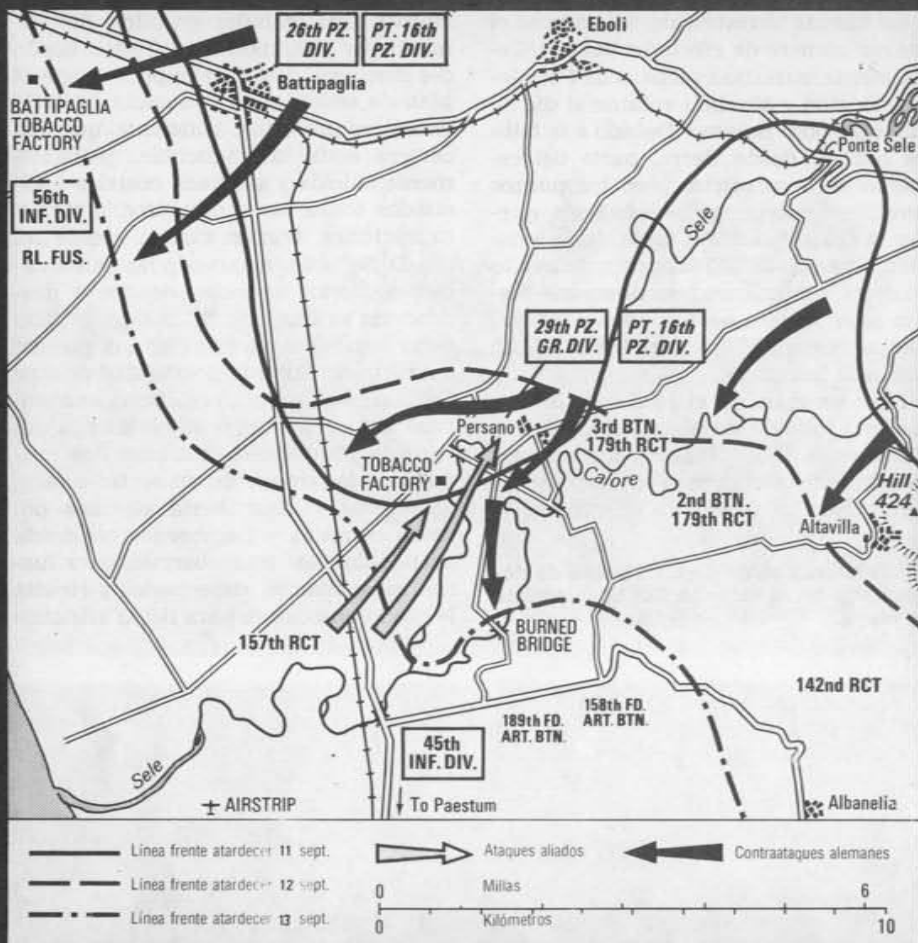 26th PZ.
DIV.
PT. 16th
PZ. DIV.
Eboli
Battipaglia
BATTIPAGLIA
TOBACCO
FACTORY
Ponte Sele
56th
INF. DIV.
RL. FUS.
Sele
29th PZ.
GR. DIV.
PT. 16th
PZ. DIV.
Persano
3rd BTN.
179th RCT
TOBACCO
FACTORY
Calore
2nd BTN.
179th RCT
Hill
424
Altavilla
157th RCT
BURNED
BRIDGE
142nd RCT
189th FD.
ART. BTN.
158th FD.
ART. BTN.
45th
INF. DIV.
Sele
AIRSTRIP
To Paestum
Albanelia
Línea frente atardecer 11 sept.
Ataques aliados
Contraataques alemanes
Línea frente atardecer 12 sept.
0
Millas
6
Línea frente atardecer 13 sept.
0
Kilómetros
10